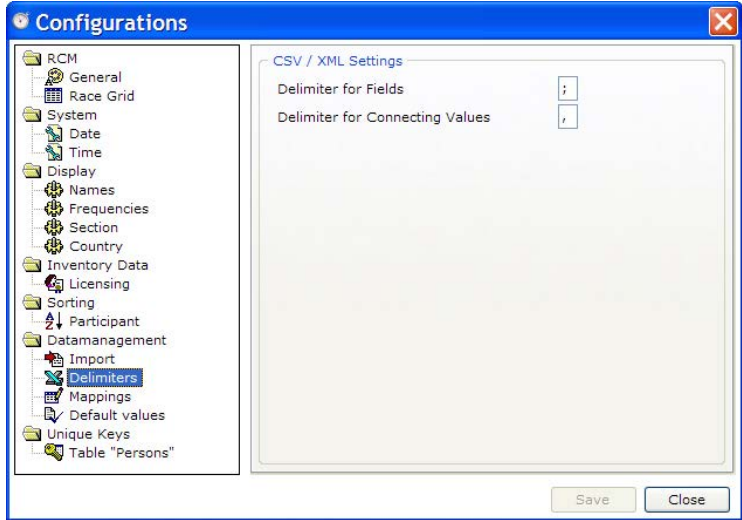 Configurations
RCM
General
Race Grid
System
Date
Time
Display
Names
Frequencies
Section
Country
Inventory Data
Licensing
Sorting
Participant
Datamanagement
Import
Delimiters
Mappings
Default values
Unique Keys
Table "Persons"
CSV / XML Settings
Delimiter for Fields ;
Delimiter for Connecting Values ,
Save Close